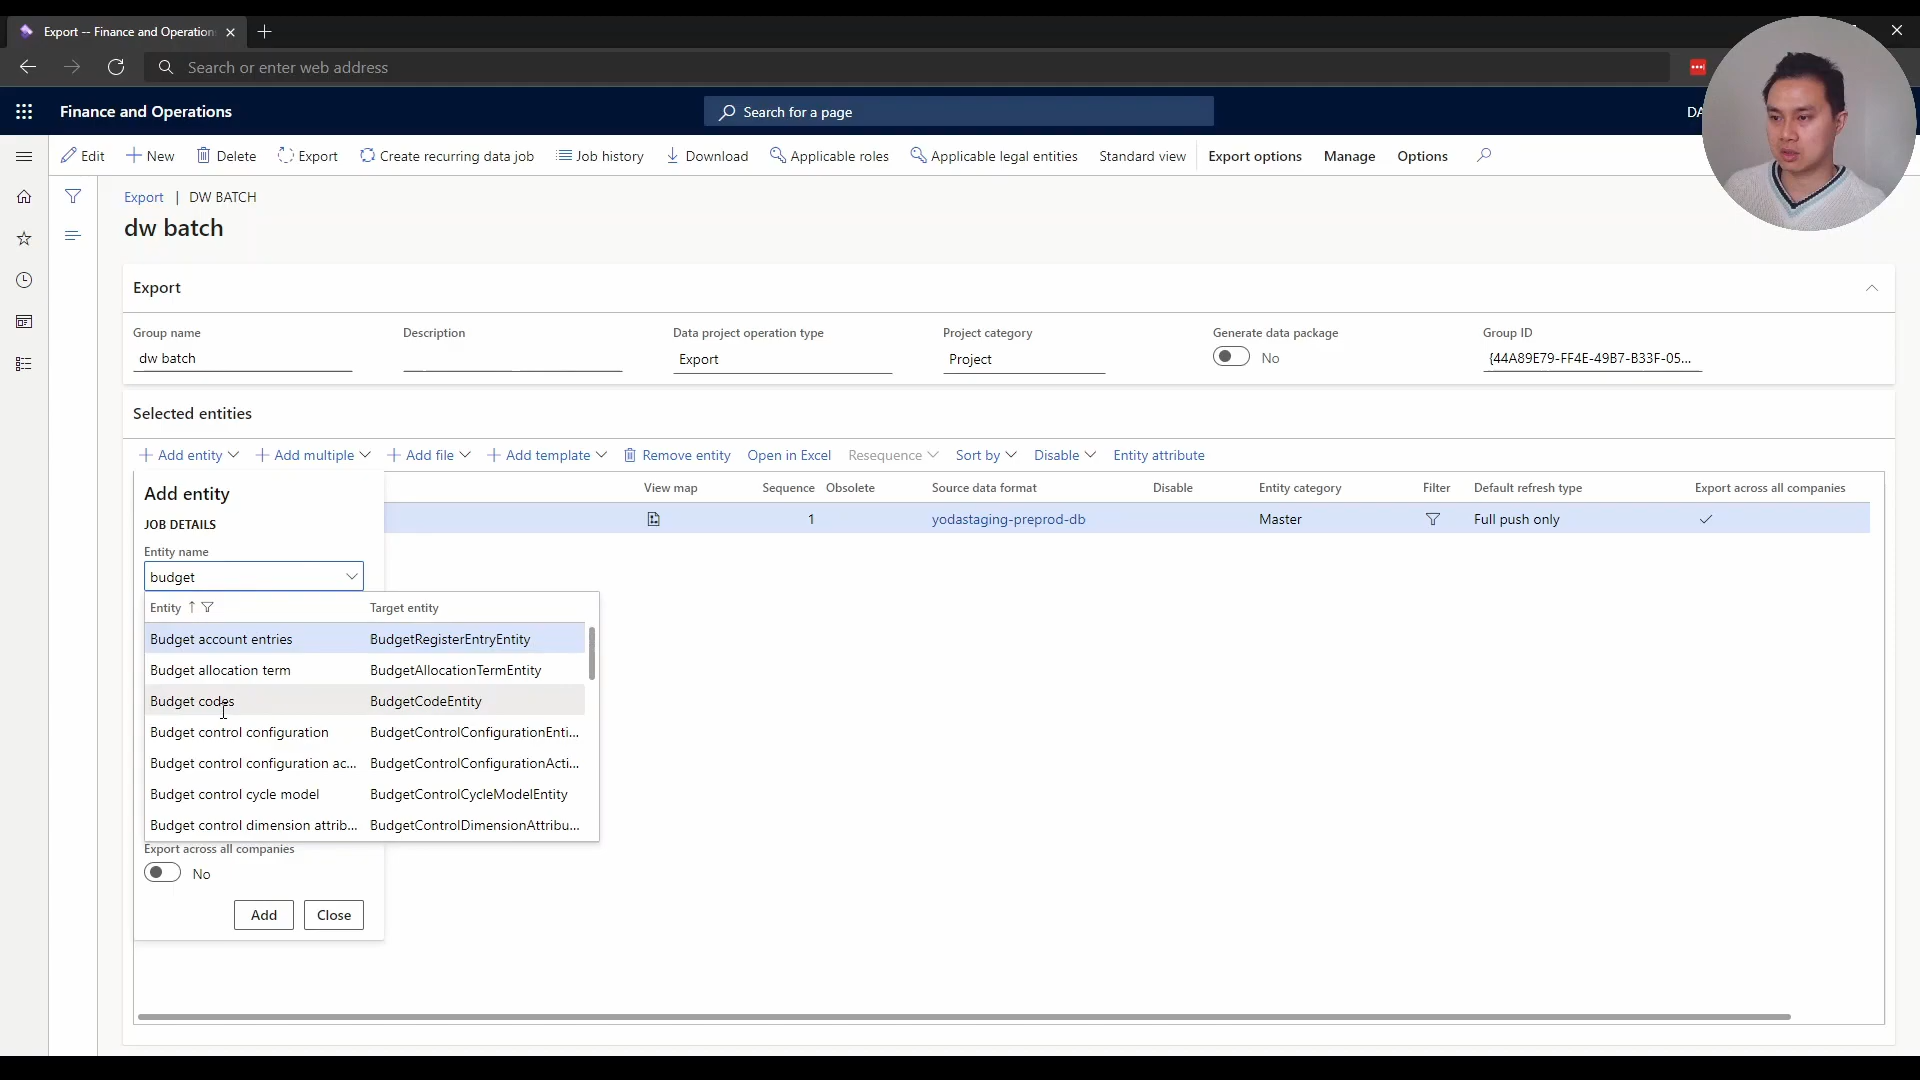 Export -- Finance and Operation
Search or enter web address
Finance and Operations
Search for a page
DA
Edit
New
Delete
Export
Create recurring data job
Job history
Download
Applicable roles
Applicable legal entities
Standard view
Export options
Manage
Options
Export | DW BATCH
dw batch
Export
Group name
Description
Data project operation type
Project category
Generate data package
Group ID
dw batch
Export
Project
No
{44A89E79-FF4E-49B7-B33F-05...
Selected entities
Add entity
Add multiple
Add file
Add template
Remove entity
Open in Excel
Resequence
Sort by
Disable
Entity attribute
Add entity
View map
Sequence
Obsolete
Source data format
Disable
Entity category
Filter
Default refresh type
Export across all companies
1
yodastaging-preprod-db
Master
Full push only
JOB DETAILS
Entity name
budget
Entity
Target entity
Budget account entries
BudgetRegisterEntryEntity
Budget allocation term
BudgetAllocationTermEntity
Budget codes
BudgetCodeEntity
Budget control configuration
BudgetControlConfigurationEnti...
Budget control configuration ac...
BudgetControlConfigurationActi...
Budget control cycle model
BudgetControlCycleModelEntity
Budget control dimension attrib...
BudgetControlDimensionAttribu...
Export across all companies
No
Add
Close